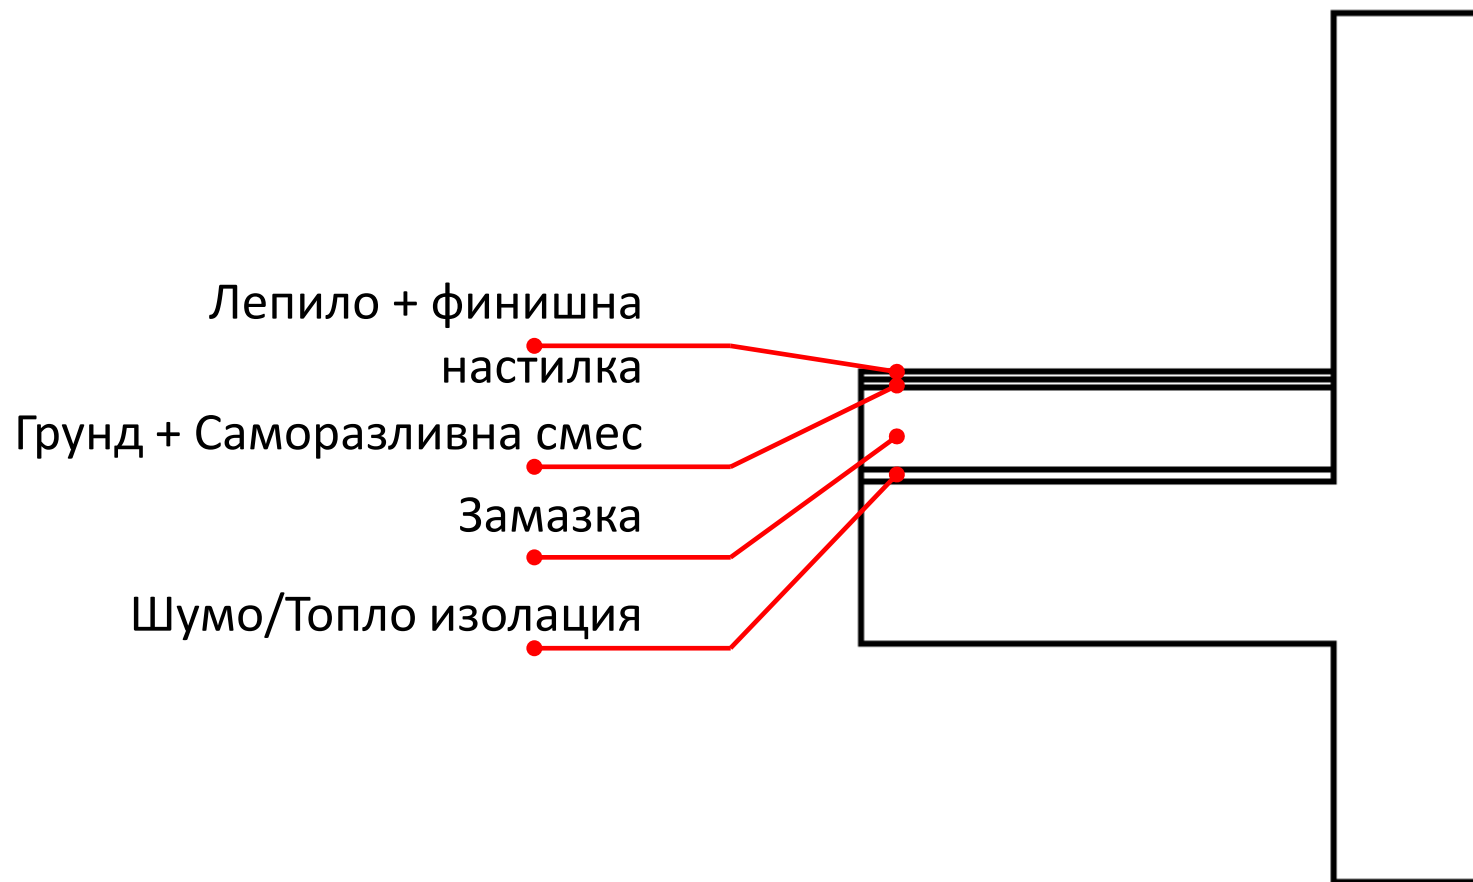 Лепило + финишна
настилка
Грунд + Саморазливна смес
Замазка
Шумо/Топло изолация